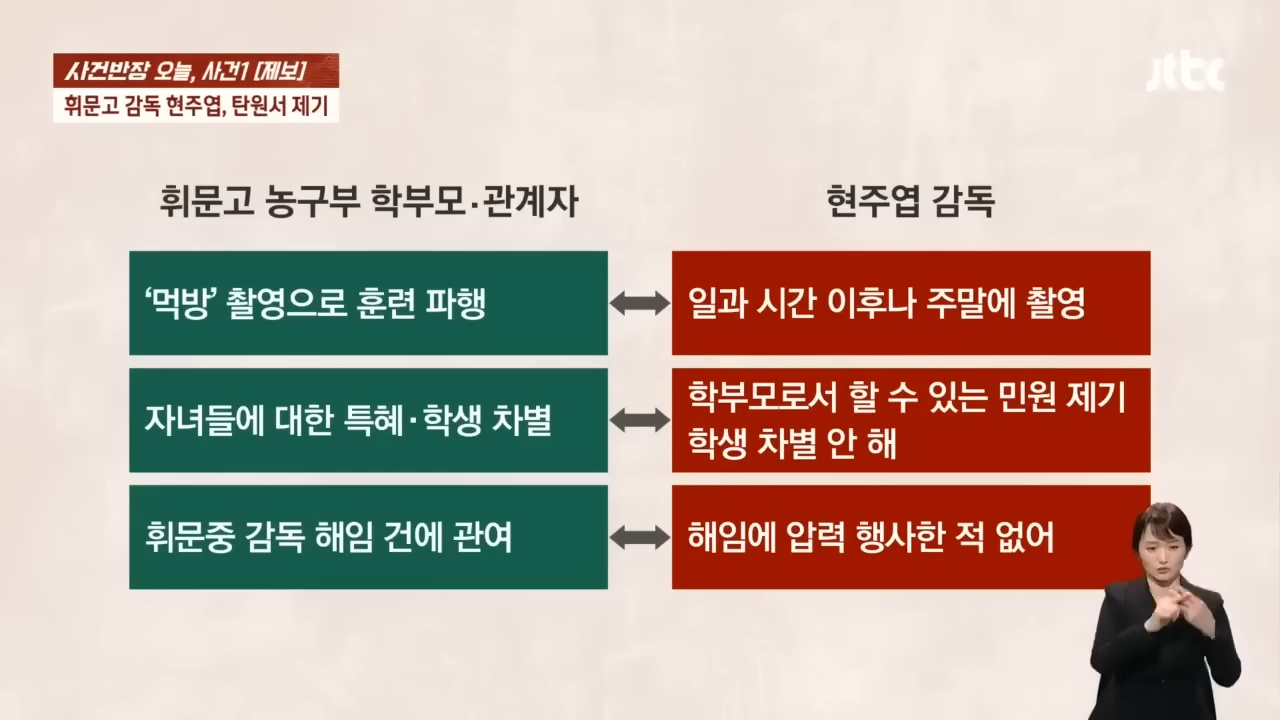 사건반장 오늘, 사건1 [제보]
휘문고 감독 현주엽, 탄원서 제기
jtbc
휘문고 농구부 학부모·관계자
현주엽 감독
‘먹방’ 촬영으로 훈련 파행
일과 시간 이후나 주말에 촬영
자녀들에 대한 특혜·학생 차별
학부모로서 할 수 있는 민원 제기
학생 차별 안 해
휘문중 감독 해임 건에 관여
해임에 압력 행사한 적 없어